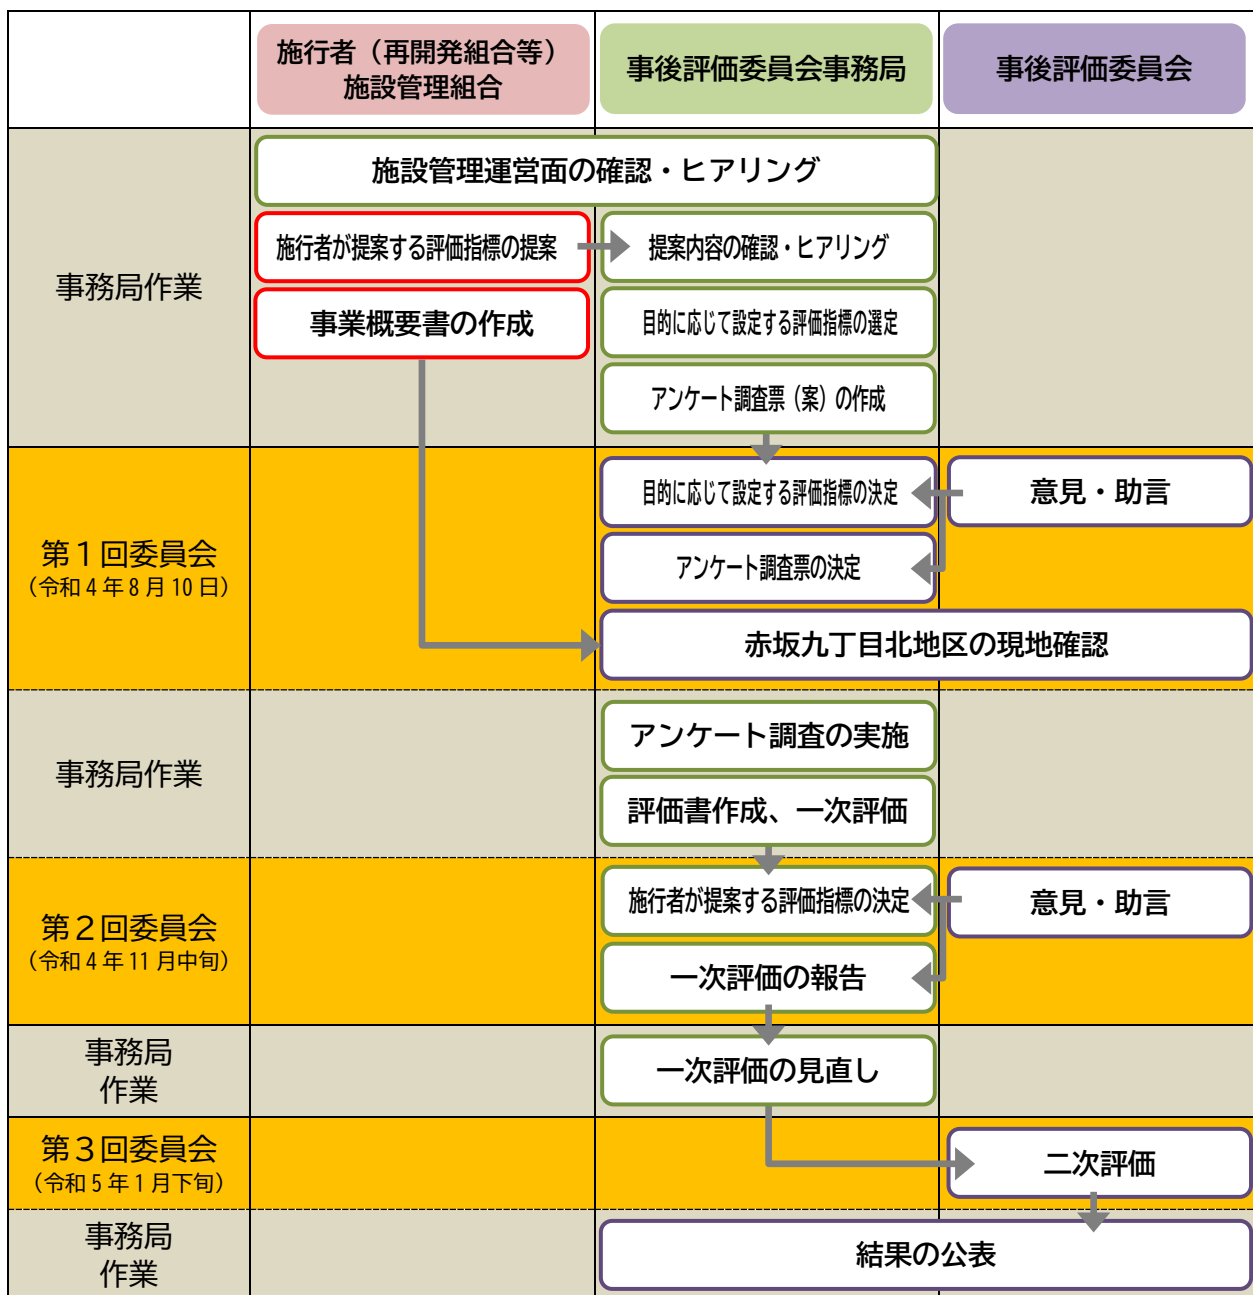 施行者（再開発組合等）
施設管理組合
事後評価委員会事務局
事後評価委員会
事務局作業
施設管理運営面の確認・ヒアリング
施行者が提案する評価指標の提案
提案内容の確認・ヒアリング
事業概要書の作成
目的に応じて設定する評価指標の選定
アンケート調査票（案）の作成
第１回委員会
（令和４年８月10日）
目的に応じて設定する評価指標の決定
意見・助言
アンケート調査票の決定
赤坂九丁目北地区の現地確認
事務局作業
アンケート調査の実施
評価書作成、一次評価
第２回委員会
（令和４年11月中旬）
施行者が提案する評価指標の決定
意見・助言
一次評価の報告
事務局
作業
一次評価の見直し
第３回委員会
（令和５年１月下旬）
二次評価
事務局
作業
結果の公表